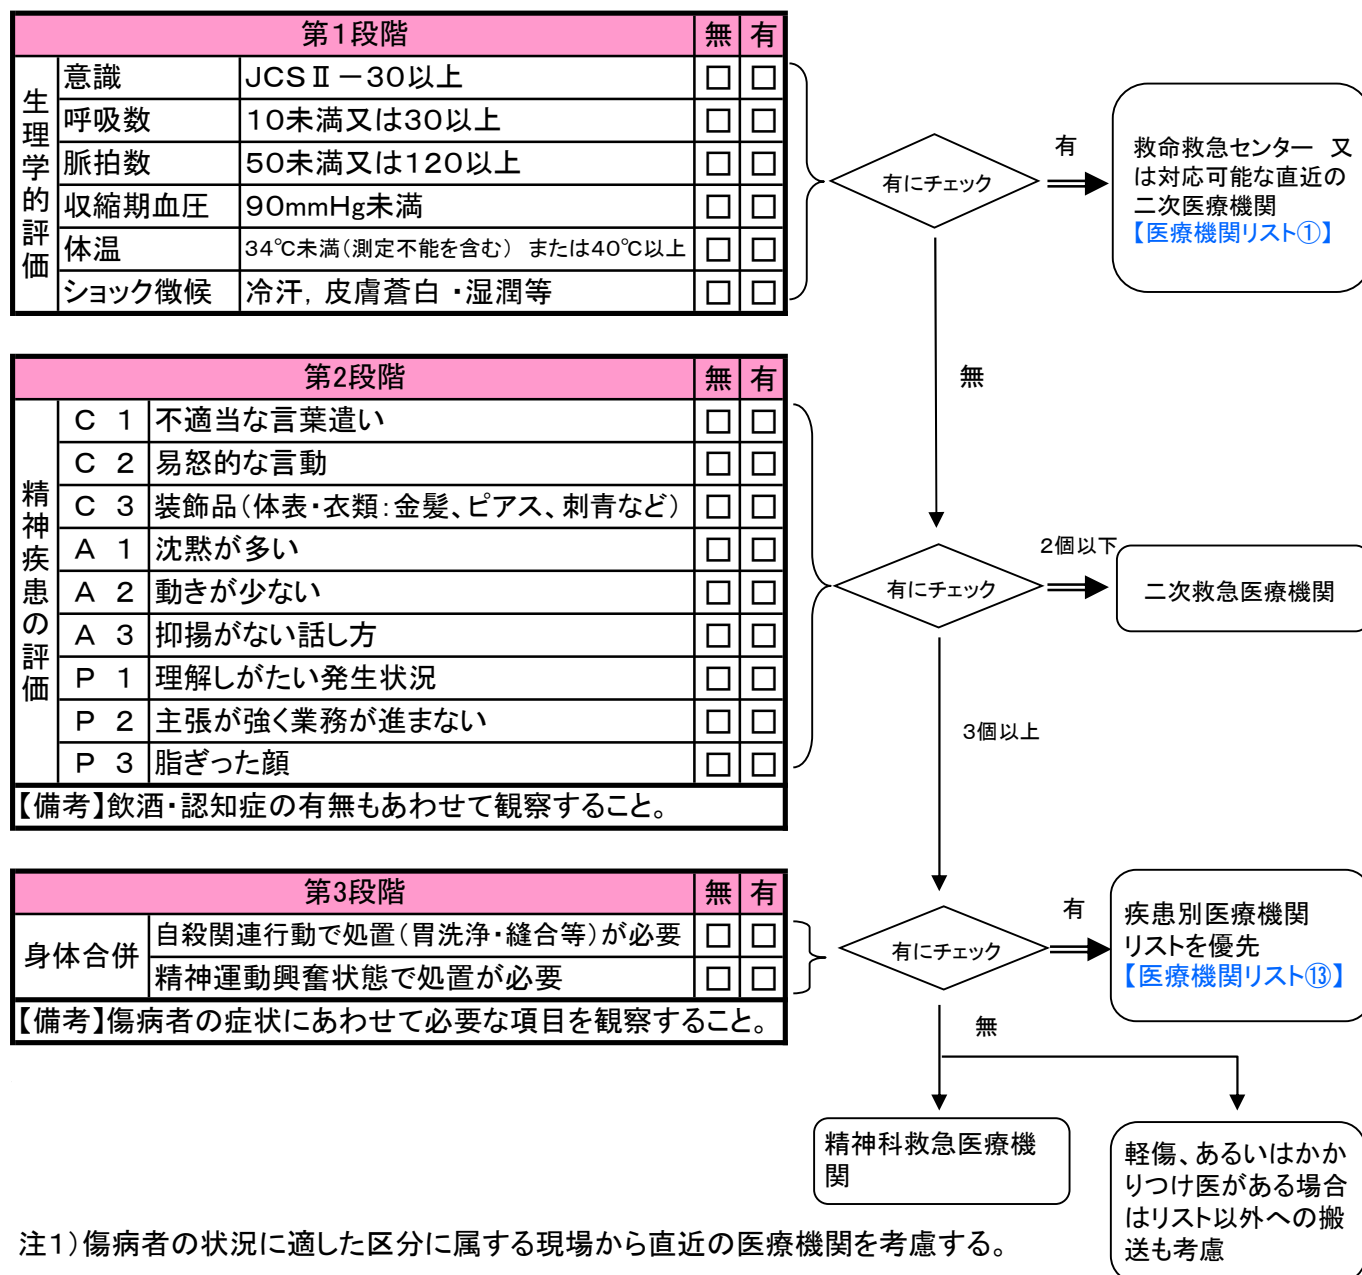 第1段階 無 有
生理学的評価
意識 JCSⅡ－30以上 □ □
呼吸数 10未満又は30以上 □ □
脈拍数 50未満又は120以上 □ □
収縮期血圧 90mmHg未満 □ □
体温 34℃未満(測定不能を含む) または40℃以上 □ □
ショック徴候 冷汗，皮膚蒼白・湿潤等 □ □
有にチェック
有
救命救急センター 又
は対応可能な直近の
二次医療機関
【医療機関リスト①】
無
第2段階 無 有
精神疾患の評価
C 1 不適当な言葉遣い □ □
C 2 易怒的な言動 □ □
C 3 装飾品(体表・衣類：金髪、ピアス、刺青など) □ □
A 1 沈黙が多い □ □
A 2 動きが少ない □ □
A 3 抑揚がない話し方 □ □
P 1 理解しがたい発生状況 □ □
P 2 主張が強く業務が進まない □ □
P 3 脂ぎった顔 □ □
【備考】飲酒・認知症の有無もあわせて観察すること。
有にチェック
2個以下
二次救急医療機関
3個以上
第3段階 無 有
身体合併
自殺関連行動で処置(胃洗浄・縫合等)が必要 □ □
精神運動興奮状態で処置が必要 □ □
【備考】傷病者の症状にあわせて必要な項目を観察すること。
有にチェック
有
疾患別医療機関
リストを優先
【医療機関リスト⑬】
無
精神科救急医療機
関
軽傷、あるいはかか
りつけ医がある場合
はリスト以外への搬
送も考慮
注1)傷病者の状況に適した区分に属する現場から直近の医療機関を考慮する。